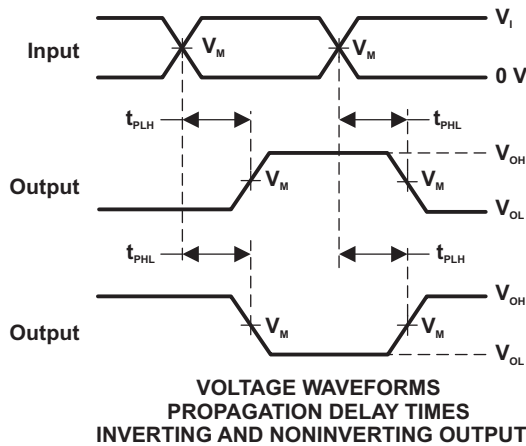 V_I
Input
V_M
V_M
0 V
t_PLH
t_PHL
V_OH
Output
V_M
V_M
V_OL
t_PHL
t_PLH
V_OH
Output
V_M
V_M
V_OL
VOLTAGE WAVEFORMS
PROPAGATION DELAY TIMES
INVERTING AND NONINVERTING OUTPUT